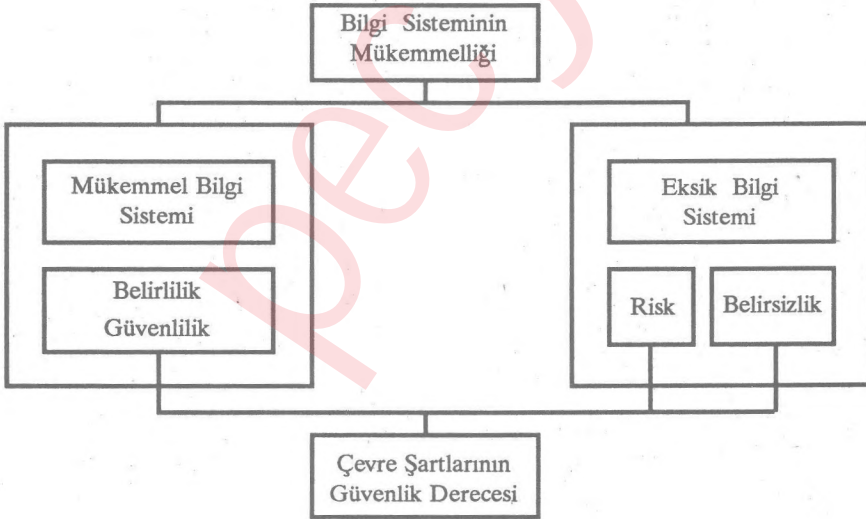 Bilgi Sisteminin
Mükemmelliği
Mükemmel Bilgi
Sistemi
Eksik Bilgi
Sistemi
Belirlilik
Güvenlilik
Risk
Belirsizlik
Çevre Şartlarının
Güvenlik Derecesi